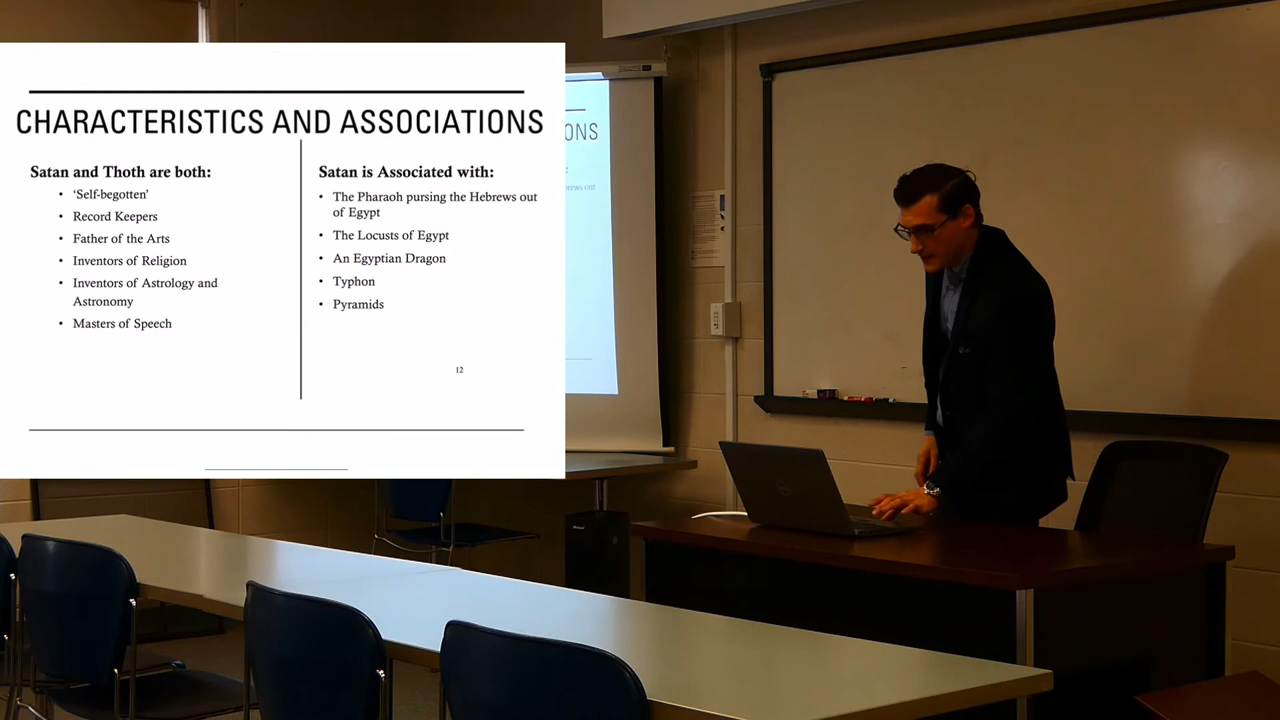 CHARACTERISTICS AND ASSOCIATIONS
Satan and Thoth are both:
• 'Self-begotten'
• Record Keepers
• Father of the Arts
• Inventors of Religion
• Inventors of Astrology and
Astronomy
• Masters of Speech
Satan is Associated with:
• The Pharaoh pursing the Hebrews out
of Egypt
• The Locusts of Egypt
• An Egyptian Dragon
• Typhon
• Pyramids
12
ONS